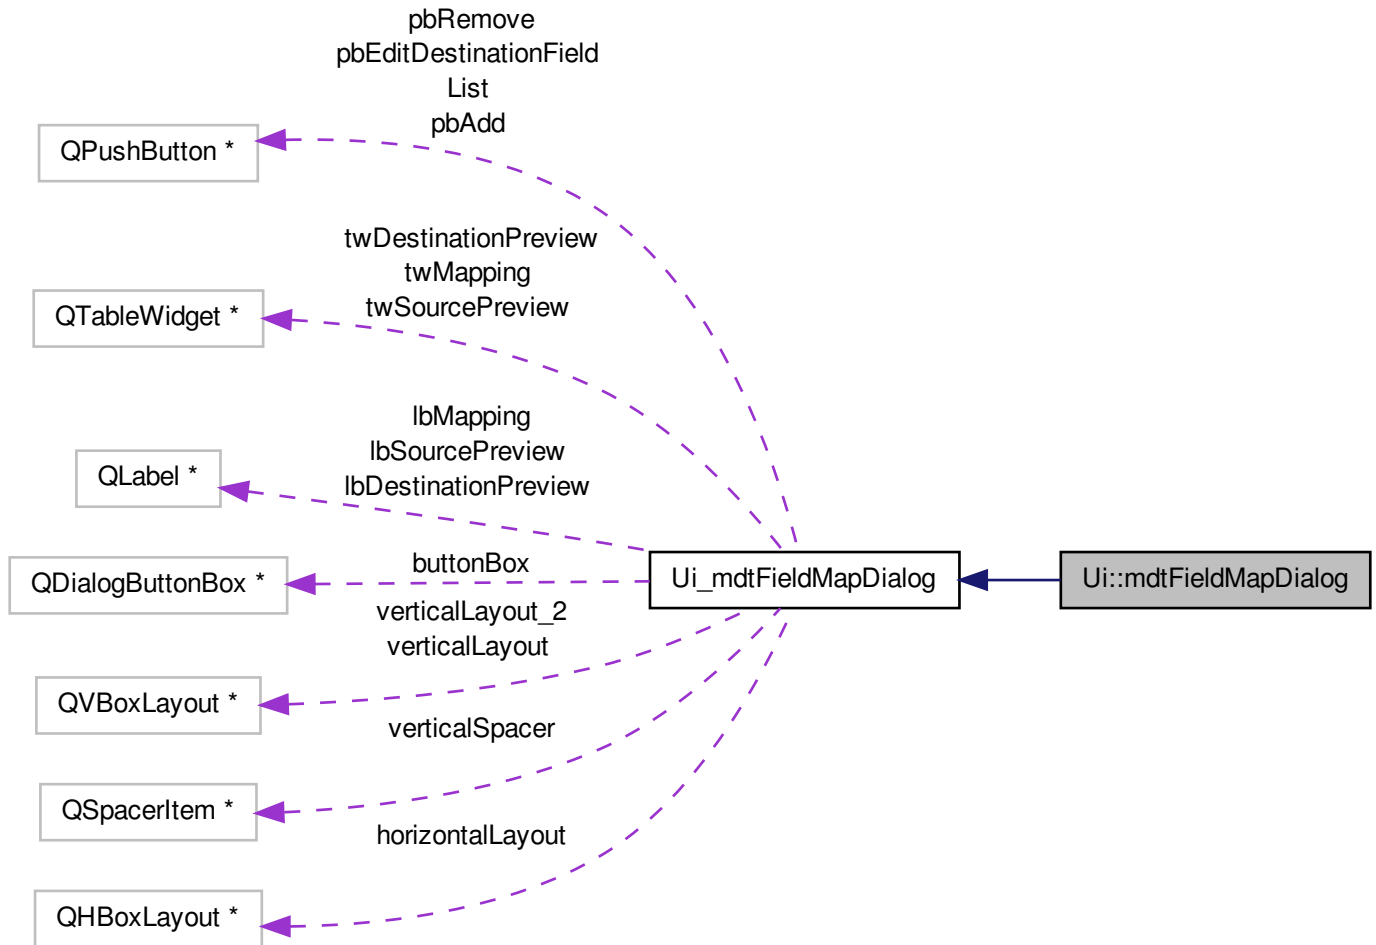 pbRemove
pbEditDestinationField
List
pbAdd
QPushButton *
twDestinationPreview
twMapping
twSourcePreview
QTableWidget *
lbMapping
lbSourcePreview
lbDestinationPreview
QLabel *
buttonBox
QDialogButtonBox *
Ui_mdtFieldMapDialog
Ui::mdtFieldMapDialog
verticalLayout_2
verticalLayout
QVBoxLayout *
verticalSpacer
QSpacerItem *
horizontalLayout
QHBoxLayout *